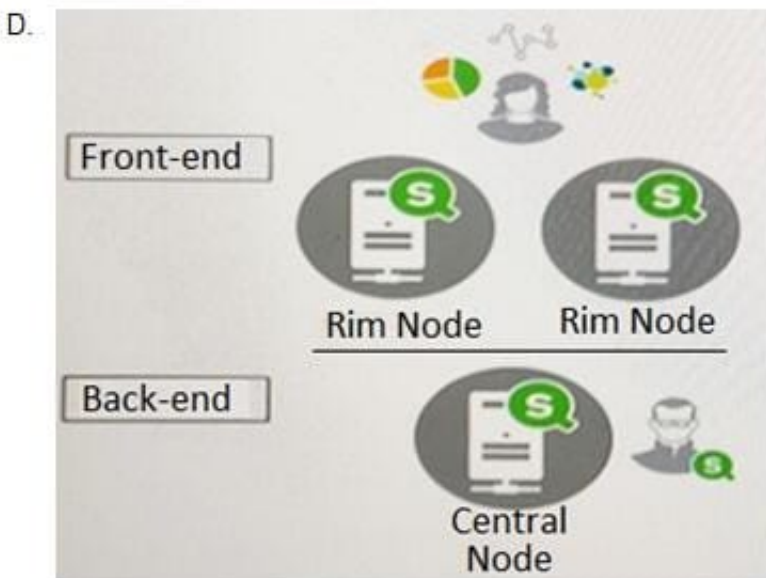 D.
Front-end
Rim Node
Rim Node
Back-end
Central
Node